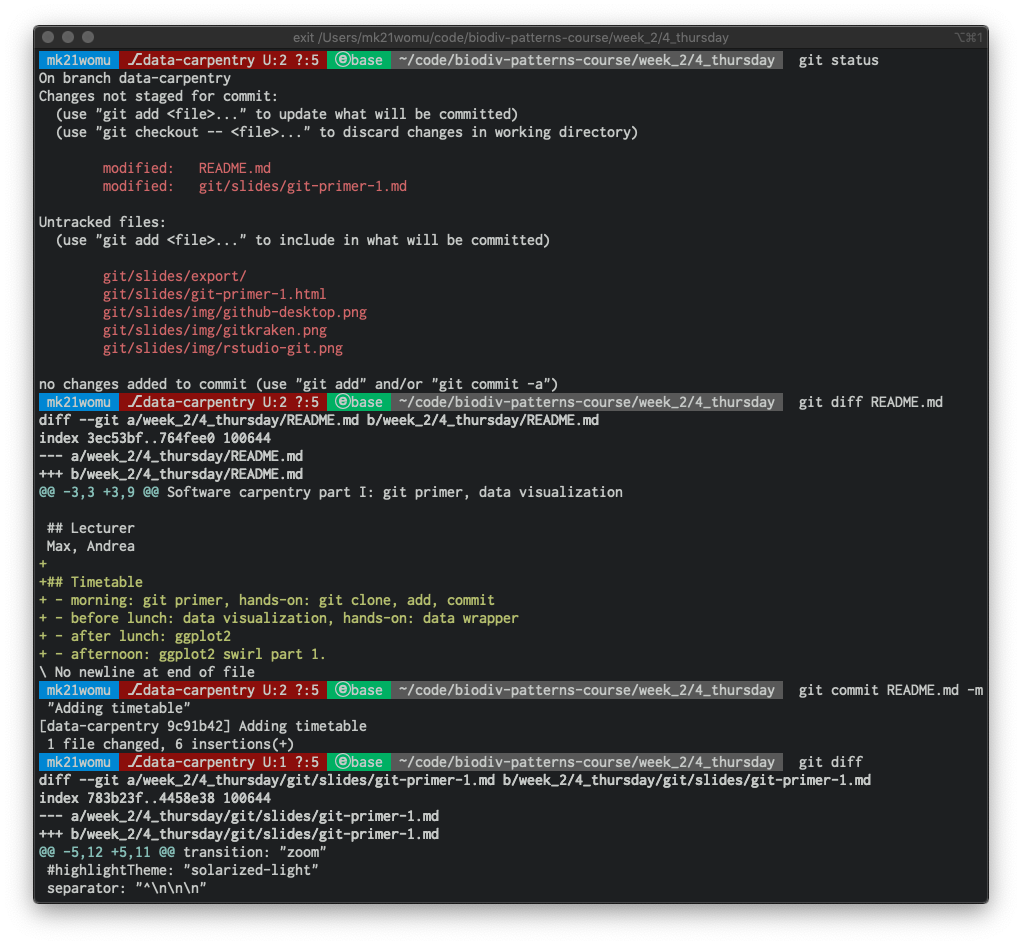 exit /Users/mk21womu/code/biodiv-patterns-course/week_2/4_thursday ⌥⌘1
mk21womu ⎇data-carpentry U:2 ?:5 ⓔbase ~/code/biodiv-patterns-course/week_2/4_thursday git status
On branch data-carpentry
Changes not staged for commit:
  (use "git add <file>..." to update what will be committed)
  (use "git checkout -- <file>..." to discard changes in working directory)
        modified:   README.md
        modified:   git/slides/git-primer-1.md
Untracked files:
  (use "git add <file>..." to include in what will be committed)
        git/slides/export/
        git/slides/git-primer-1.html
        git/slides/img/github-desktop.png
        git/slides/img/gitkraken.png
        git/slides/img/rstudio-git.png
no changes added to commit (use "git add" and/or "git commit -a")
mk21womu ⎇data-carpentry U:2 ?:5 ⓔbase ~/code/biodiv-patterns-course/week_2/4_thursday git diff README.md
diff --git a/week_2/4_thursday/README.md b/week_2/4_thursday/README.md
index 3ec53bf..764fee0 100644
--- a/week_2/4_thursday/README.md
+++ b/week_2/4_thursday/README.md
@@ -3,3 +3,9 @@ Software carpentry part I: git primer, data visualization
 ## Lecturer
 Max, Andrea
+
+## Timetable
+ - morning: git primer, hands-on: git clone, add, commit
+ - before lunch: data visualization, hands-on: data wrapper
+ - after lunch: ggplot2
+ - afternoon: ggplot2 swirl part 1.
\ No newline at end of file
mk21womu ⎇data-carpentry U:2 ?:5 ⓔbase ~/code/biodiv-patterns-course/week_2/4_thursday git commit README.md -m
 "Adding timetable"
[data-carpentry 9c91b42] Adding timetable
 1 file changed, 6 insertions(+)
mk21womu ⎇data-carpentry U:1 ?:5 ⓔbase ~/code/biodiv-patterns-course/week_2/4_thursday git diff
diff --git a/week_2/4_thursday/git/slides/git-primer-1.md b/week_2/4_thursday/git/slides/git-primer-1.md
index 783b23f..4458e38 100644
--- a/week_2/4_thursday/git/slides/git-primer-1.md
+++ b/week_2/4_thursday/git/slides/git-primer-1.md
@@ -5,12 +5,11 @@ transition: "zoom"
 #highlightTheme: "solarized-light"
 separator: "^\n\n\n"